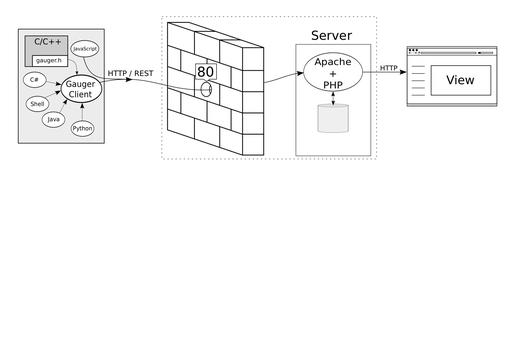 C/C++
gauger.h
JavaScript
C#
Shell
Java
Python
Gauger
Client
HTTP / REST
80
Server
Apache
+
PHP
HTTP
View